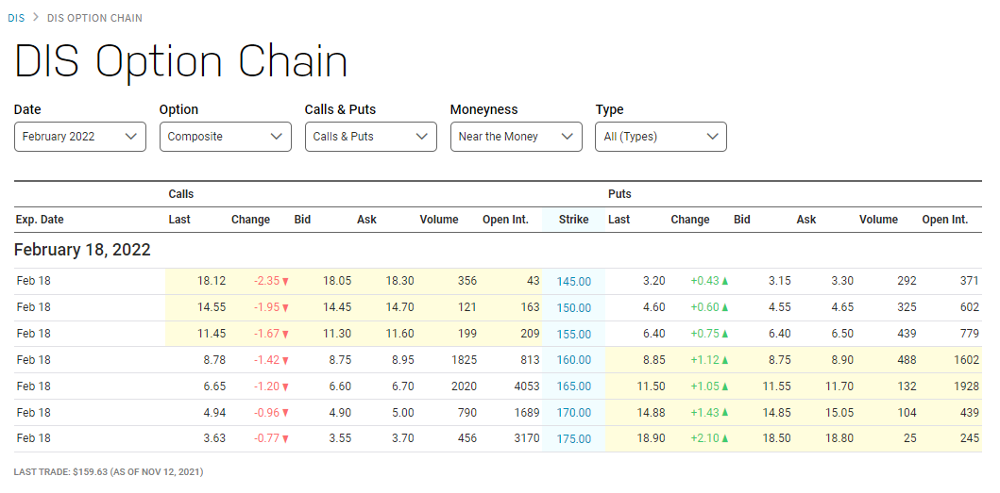 DIS > DIS OPTION CHAIN
DIS Option Chain
Date Option Calls & Puts Moneyness Type
February 2022 Composite Calls & Puts Near the Money All (Types)
Calls Puts
Exp. Date Last Change Bid Ask Volume Open Int. Strike Last Change Bid Ask Volume Open Int.
February 18, 2022
Feb 18 18.12 -2.35▼ 18.05 18.30 356 43 145.00 3.20 +0.43▲ 3.15 3.30 292 371
Feb 18 14.55 -1.95▼ 14.45 14.70 121 163 150.00 4.60 +0.60▲ 4.55 4.65 325 602
Feb 18 11.45 -1.67▼ 11.30 11.60 199 209 155.00 6.40 +0.75▲ 6.40 6.50 439 779
Feb 18 8.78 -1.42▼ 8.75 8.95 1825 813 160.00 8.85 +1.12▲ 8.75 8.90 488 1602
Feb 18 6.65 -1.20▼ 6.60 6.70 2020 4053 165.00 11.50 +1.05▲ 11.55 11.70 132 1928
Feb 18 4.94 -0.96▼ 4.90 5.00 790 1689 170.00 14.88 +1.43▲ 14.85 15.05 104 439
Feb 18 3.63 -0.77▼ 3.55 3.70 456 3170 175.00 18.90 +2.10▲ 18.50 18.80 25 245
LAST TRADE: $159.63 (AS OF NOV 12, 2021)